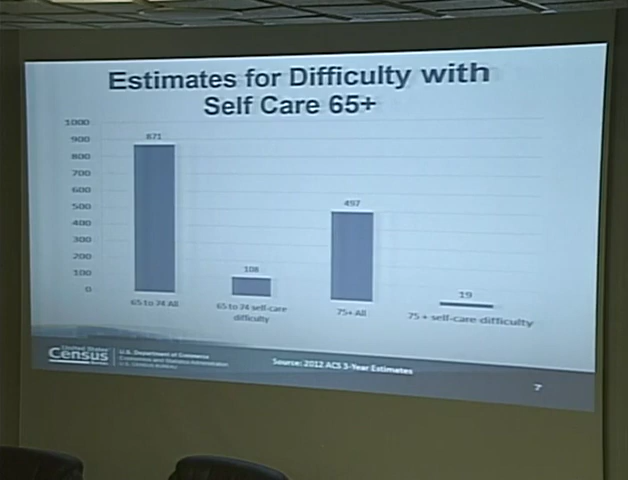 Estimates for Difficulty with
Self Care 65+
1000
900
800
700
600
500
400
300
200
100
0
871
108
497
19
65 to 74 All
65 to 74 self-care
difficulty
75+ All
75 + self-care difficulty
United States
Census
Bureau
U.S. Department of Commerce
Economics and Statistics Administration
U.S. CENSUS BUREAU
Source: 2012 ACS 3-Year Estimates
7